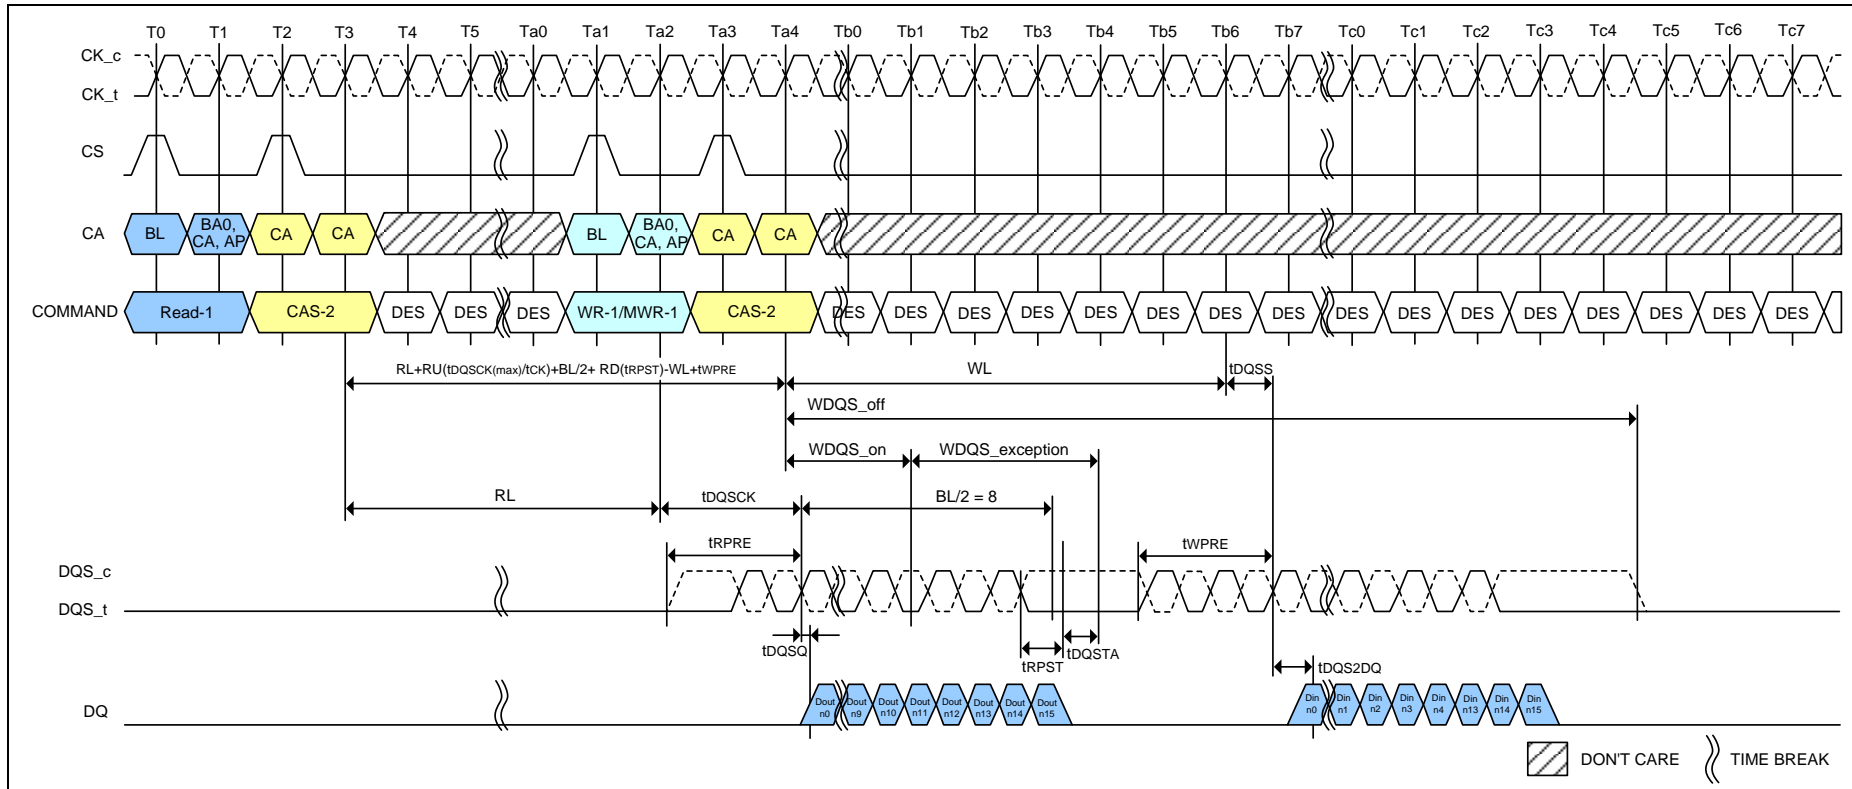 T0 T1 T2 T3 T4 T5 Ta0 Ta1 Ta2 Ta3 Ta4 Tb0 Tb1 Tb2 Tb3 Tb4 Tb5 Tb6 Tb7 Tc0 Tc1 Tc2 Tc3 Tc4 Tc5 Tc6 Tc7
CK_c
CK_t
CS
CA BL BA0, CA, AP CA CA BL BA0, CA, AP CA CA
COMMAND Read-1 CAS-2 DES DES DES WR-1/MWR-1 CAS-2 DES DES DES DES DES DES DES DES DES DES DES DES DES DES DES DES
RL+RU(tDQSCK(max)/tCK)+BL/2+ RD(tRPST)-WL+tWPRE WL tDQSS
WDQS_off
WDQS_on WDQS_exception
RL tDQSCK BL/2 = 8
tRPRE tWPRE
DQS_c
DQS_t
tDQSQ tRPST tDQSTA tDQS2DQ
DQ Dout n0 Dout n9 Dout n10 Dout n11 Dout n12 Dout n13 Dout n14 Dout n15 Din n0 Din n1 Din n2 Din n3 Din n4 Din n13 Din n14 Din n15
DON'T CARE TIME BREAK